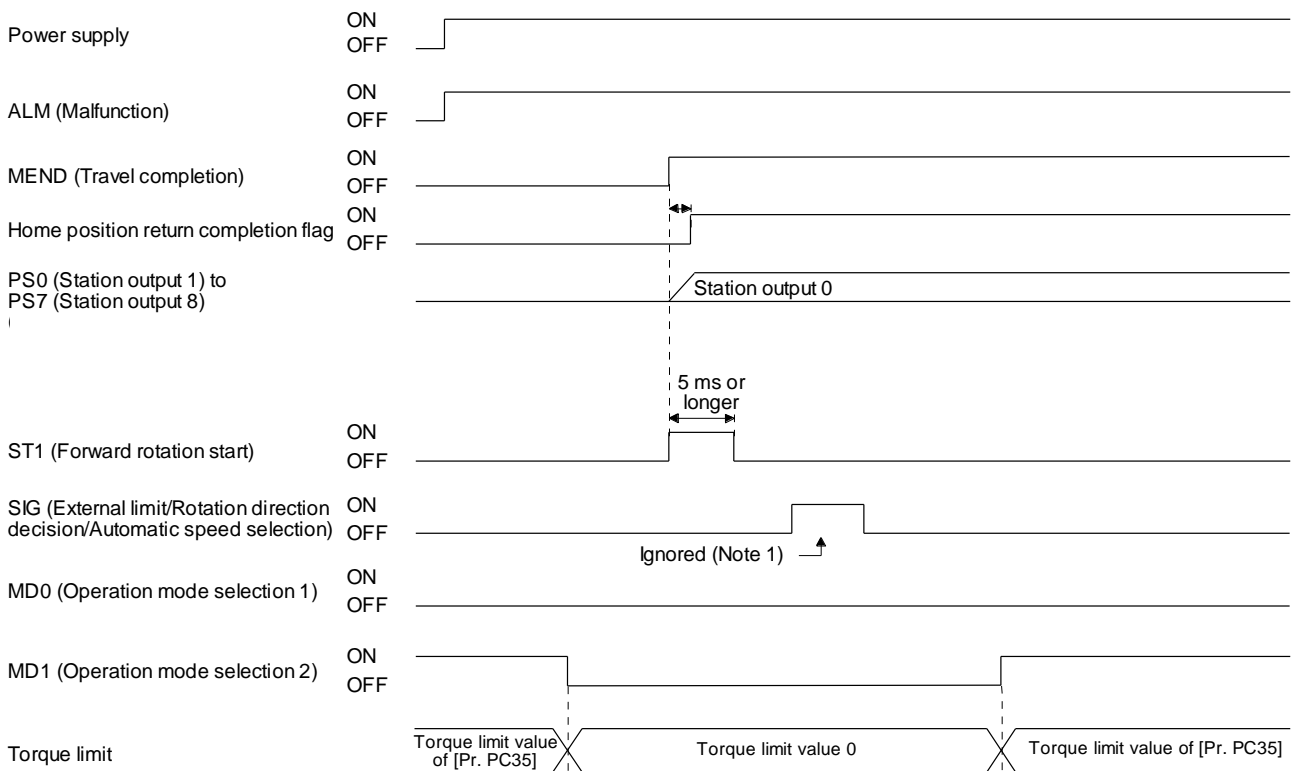 Power supply
ON
OFF
ALM (Malfunction)
ON
OFF
MEND (Travel completion)
ON
OFF
Home position return completion flag
ON
OFF
PS0 (Station output 1) to
PS7 (Station output 8)
(
Station output 0
5 ms or
longer
ST1 (Forward rotation start)
ON
OFF
SIG (External limit/Rotation direction
decision/Automatic speed selection)
ON
OFF
Ignored (Note 1)
MD0 (Operation mode selection 1)
ON
OFF
MD1 (Operation mode selection 2)
ON
OFF
Torque limit
Torque limit value
of [Pr. PC35]
Torque limit value 0
Torque limit value of [Pr. PC35]